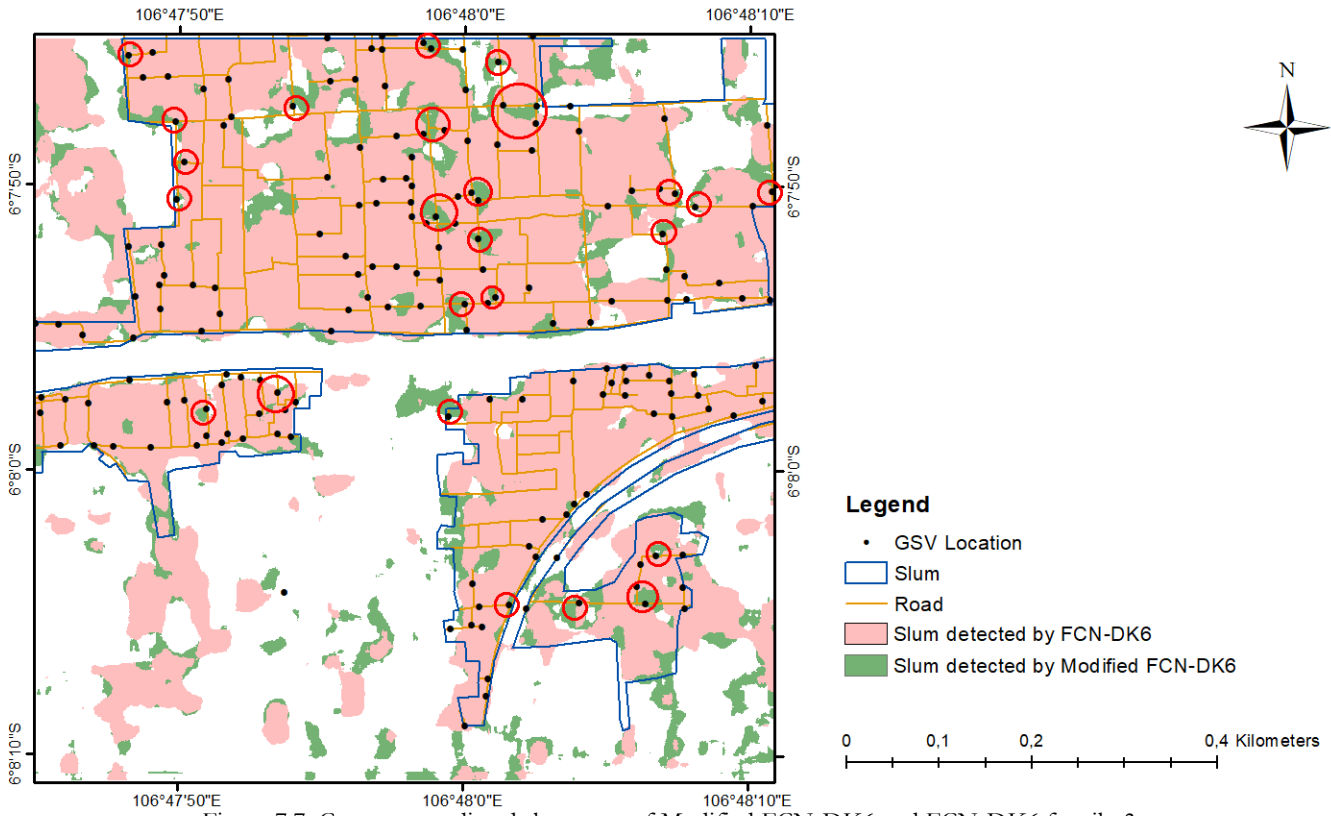 106°47'50"E 106°48'0"E 106°48'10"E
N
6°7'50"S 6°7'50"S
6°8'0"S 6°8'0"S
6°8'10"S
106°47'50"E 106°48'0"E 106°48'10"E
Legend
GSV Location
Slum
Road
Slum detected by FCN-DK6
Slum detected by Modified FCN-DK6
0 0,1 0,2 0,4 Kilometers